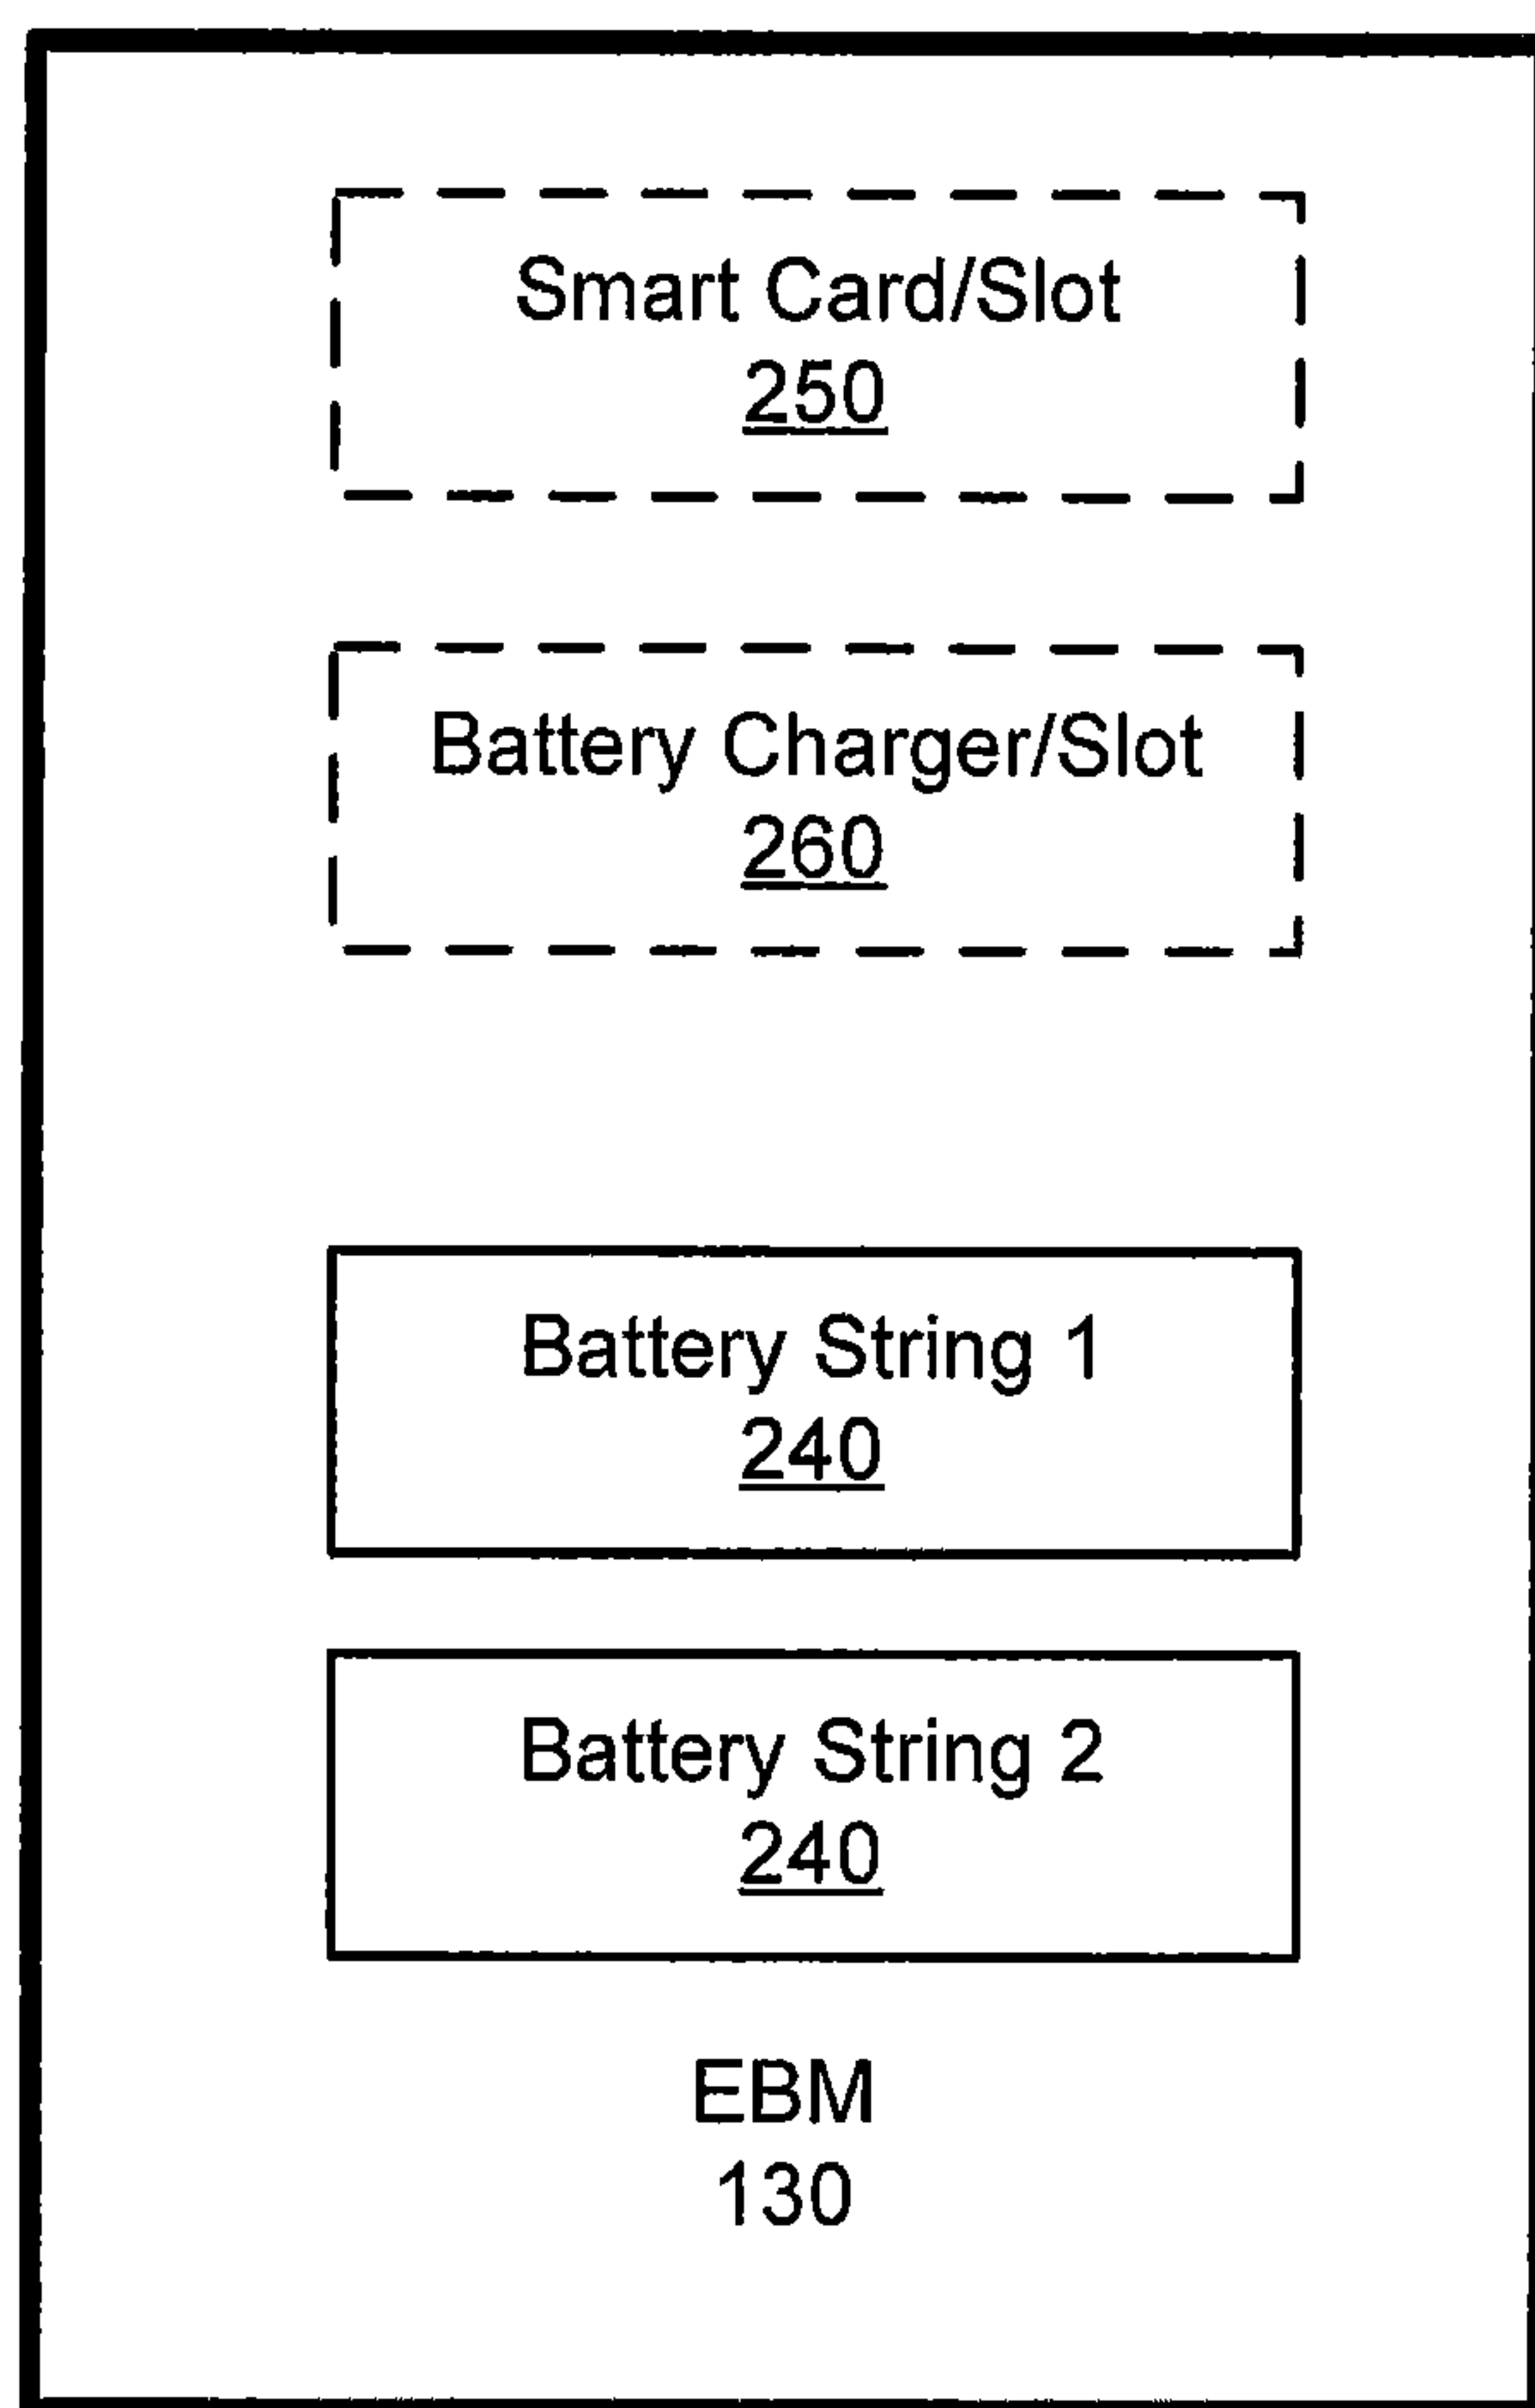 Smart Card/Slot
250
Battery Charger/Slot
260
Battery String 1
240
Battery String 2
240
EBM
130